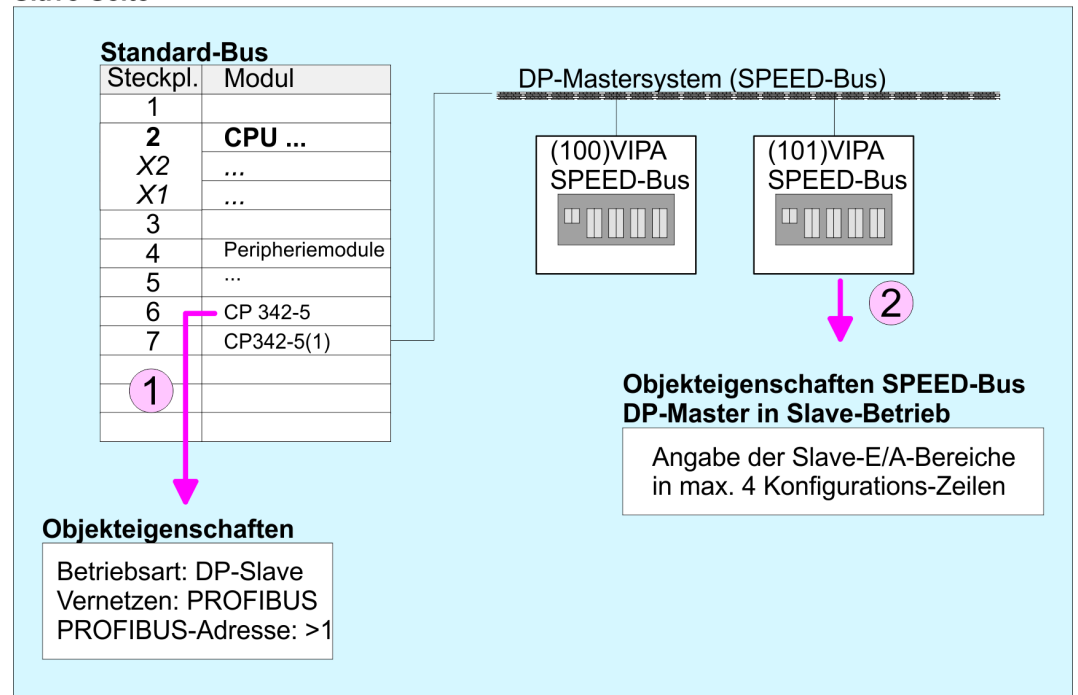 Standard-Bus
Steckpl. Modul
1
2 CPU ...
X2 ...
X1 ...
3
4 Peripheriemodule
5 ...
6 CP 342-5
7 CP342-5(1)
1
Objekteigenschaften
Betriebsart: DP-Slave
Vernetzen: PROFIBUS
PROFIBUS-Adresse: >1
DP-Mastersystem (SPEED-Bus)
(100)VIPA
SPEED-Bus
(101)VIPA
SPEED-Bus
2
Objekteigenschaften SPEED-Bus
DP-Master in Slave-Betrieb
Angabe der Slave-E/A-Bereiche
in max. 4 Konfigurations-Zeilen